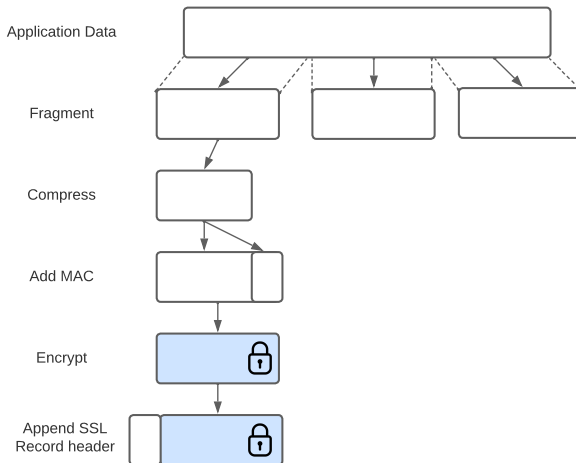 Application Data
Fragment
Compress
Add MAC
Encrypt
Append SSL
Record header